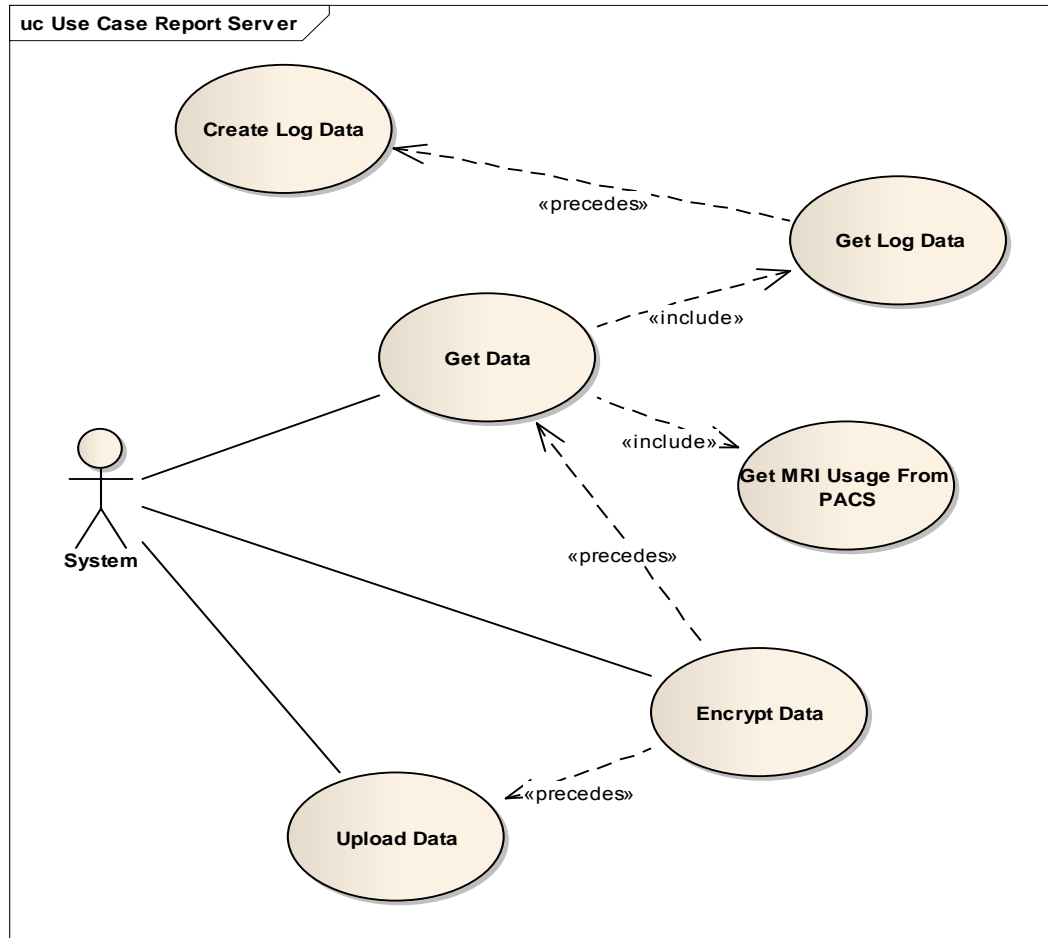 uc Use Case Report Server
Create Log Data
«precedes»
Get Log Data
«include»
Get Data
«include»
Get MRI Usage From
PACS
System
«precedes»
Encrypt Data
«precedes»
Upload Data